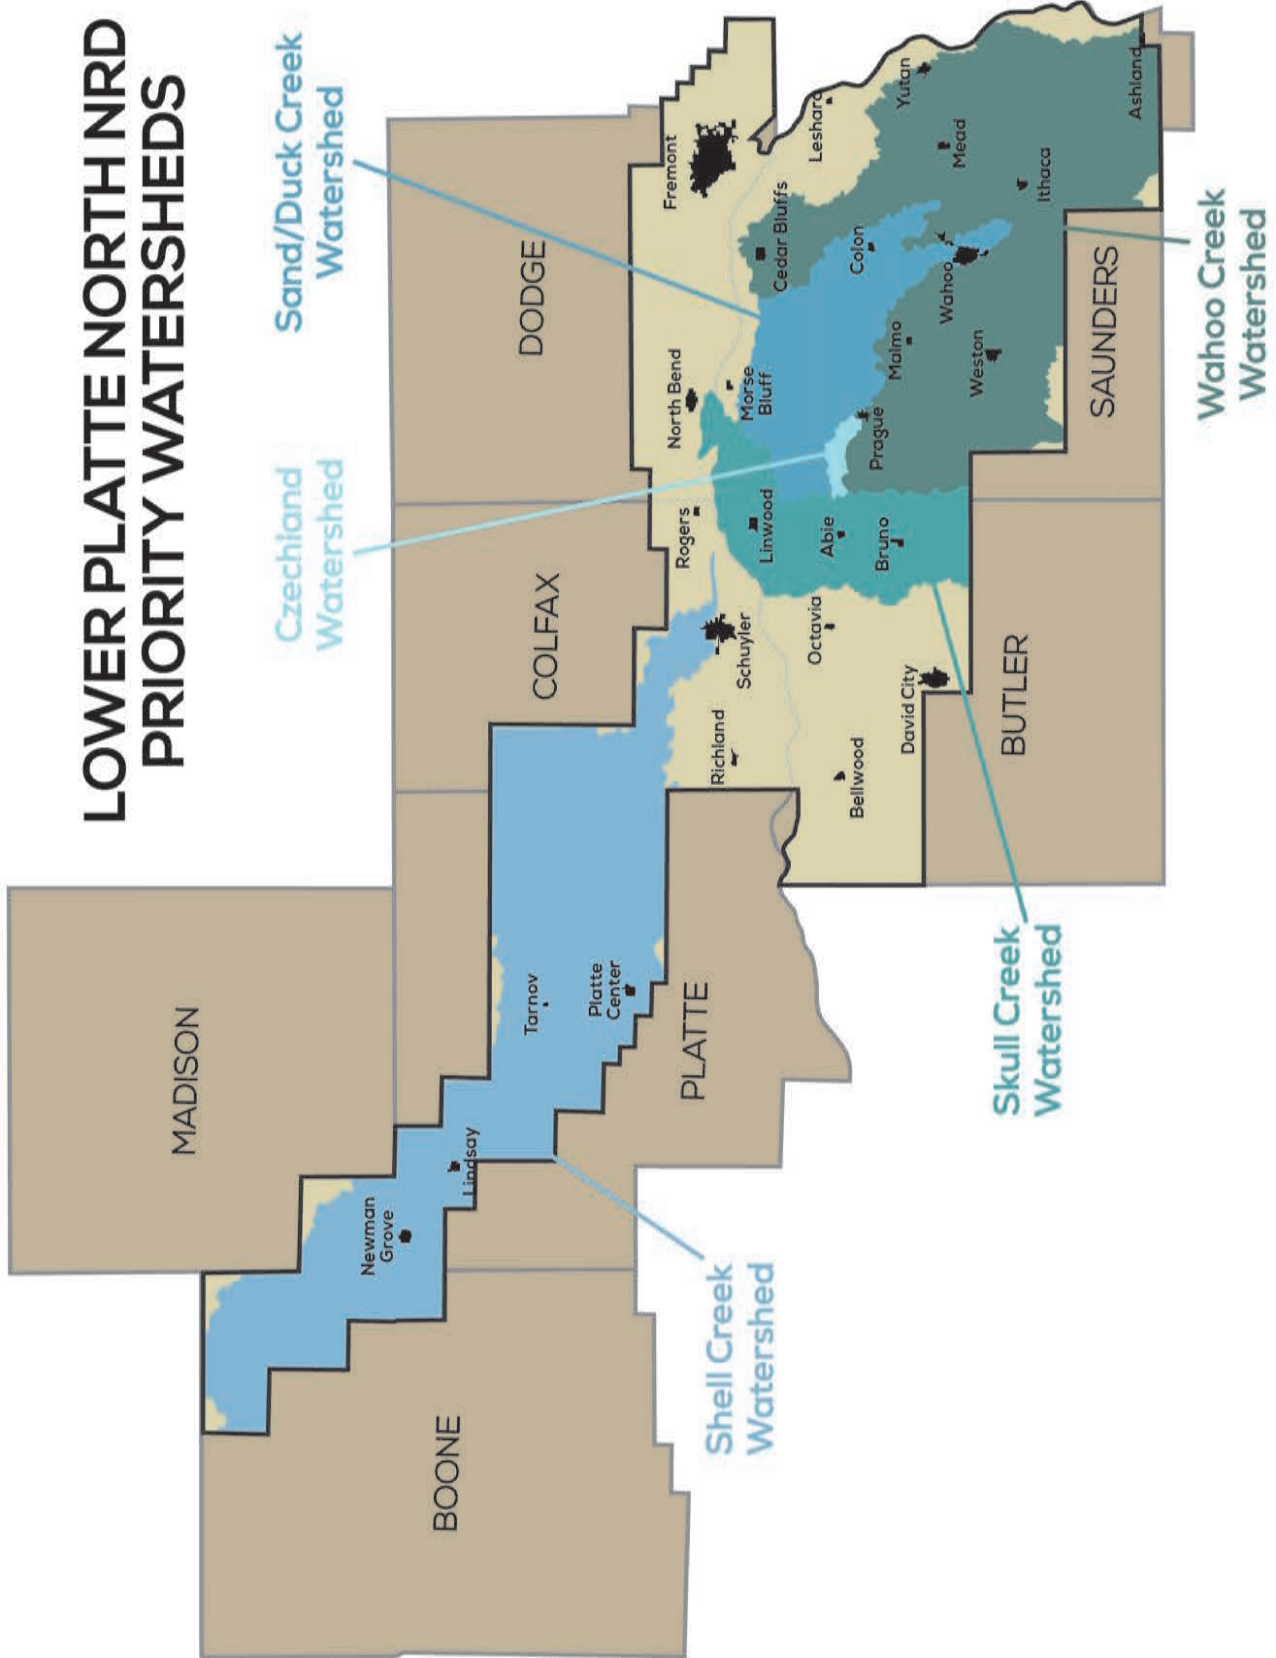 LOWER PLATTE NORTH NRD
PRIORITY WATERSHEDS
MADISON
BOONE
Newman
Grove
Lindsay
Tarnov
Platte
Center
PLATTE
Shell Creek
Watershed
Czechland
Watershed
Sand/Duck Creek
Watershed
COLFAX
DODGE
Richland
Schuyler
Rogers
North Bend
Fremont
Morse
Bluff
Linwood
Cedar Bluffs
Leshara
Octavia
Abie
Colon
Bellwood
Bruno
Prague
Malmo
Yutan
David City
Wahoo
Mead
Weston
Ithaca
Ashland
BUTLER
SAUNDERS
Skull Creek
Watershed
Wahoo Creek
Watershed